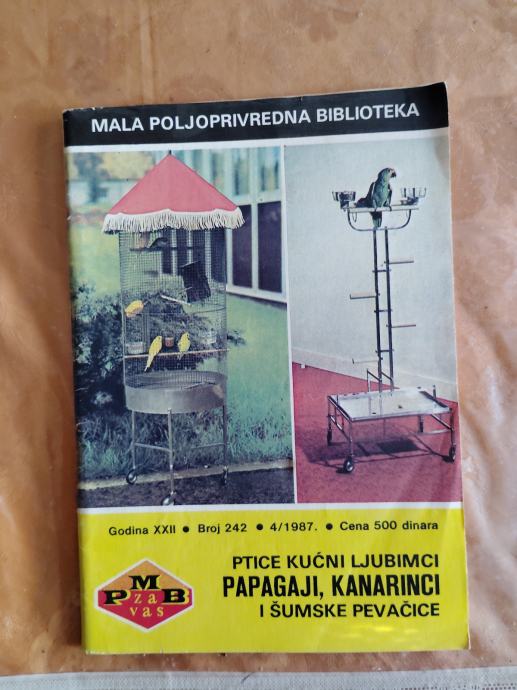 MALA POLJOPRIVREDNA BIBLIOTEKA
Godina XXII ● Broj 242 ● 4/1987. ● Cena 500 dinara
PTICE KUĆNI LJUBIMCI
PAPAGAJI, KANARINCI
I ŠUMSKE PEVAČICE
PMB
za
vas